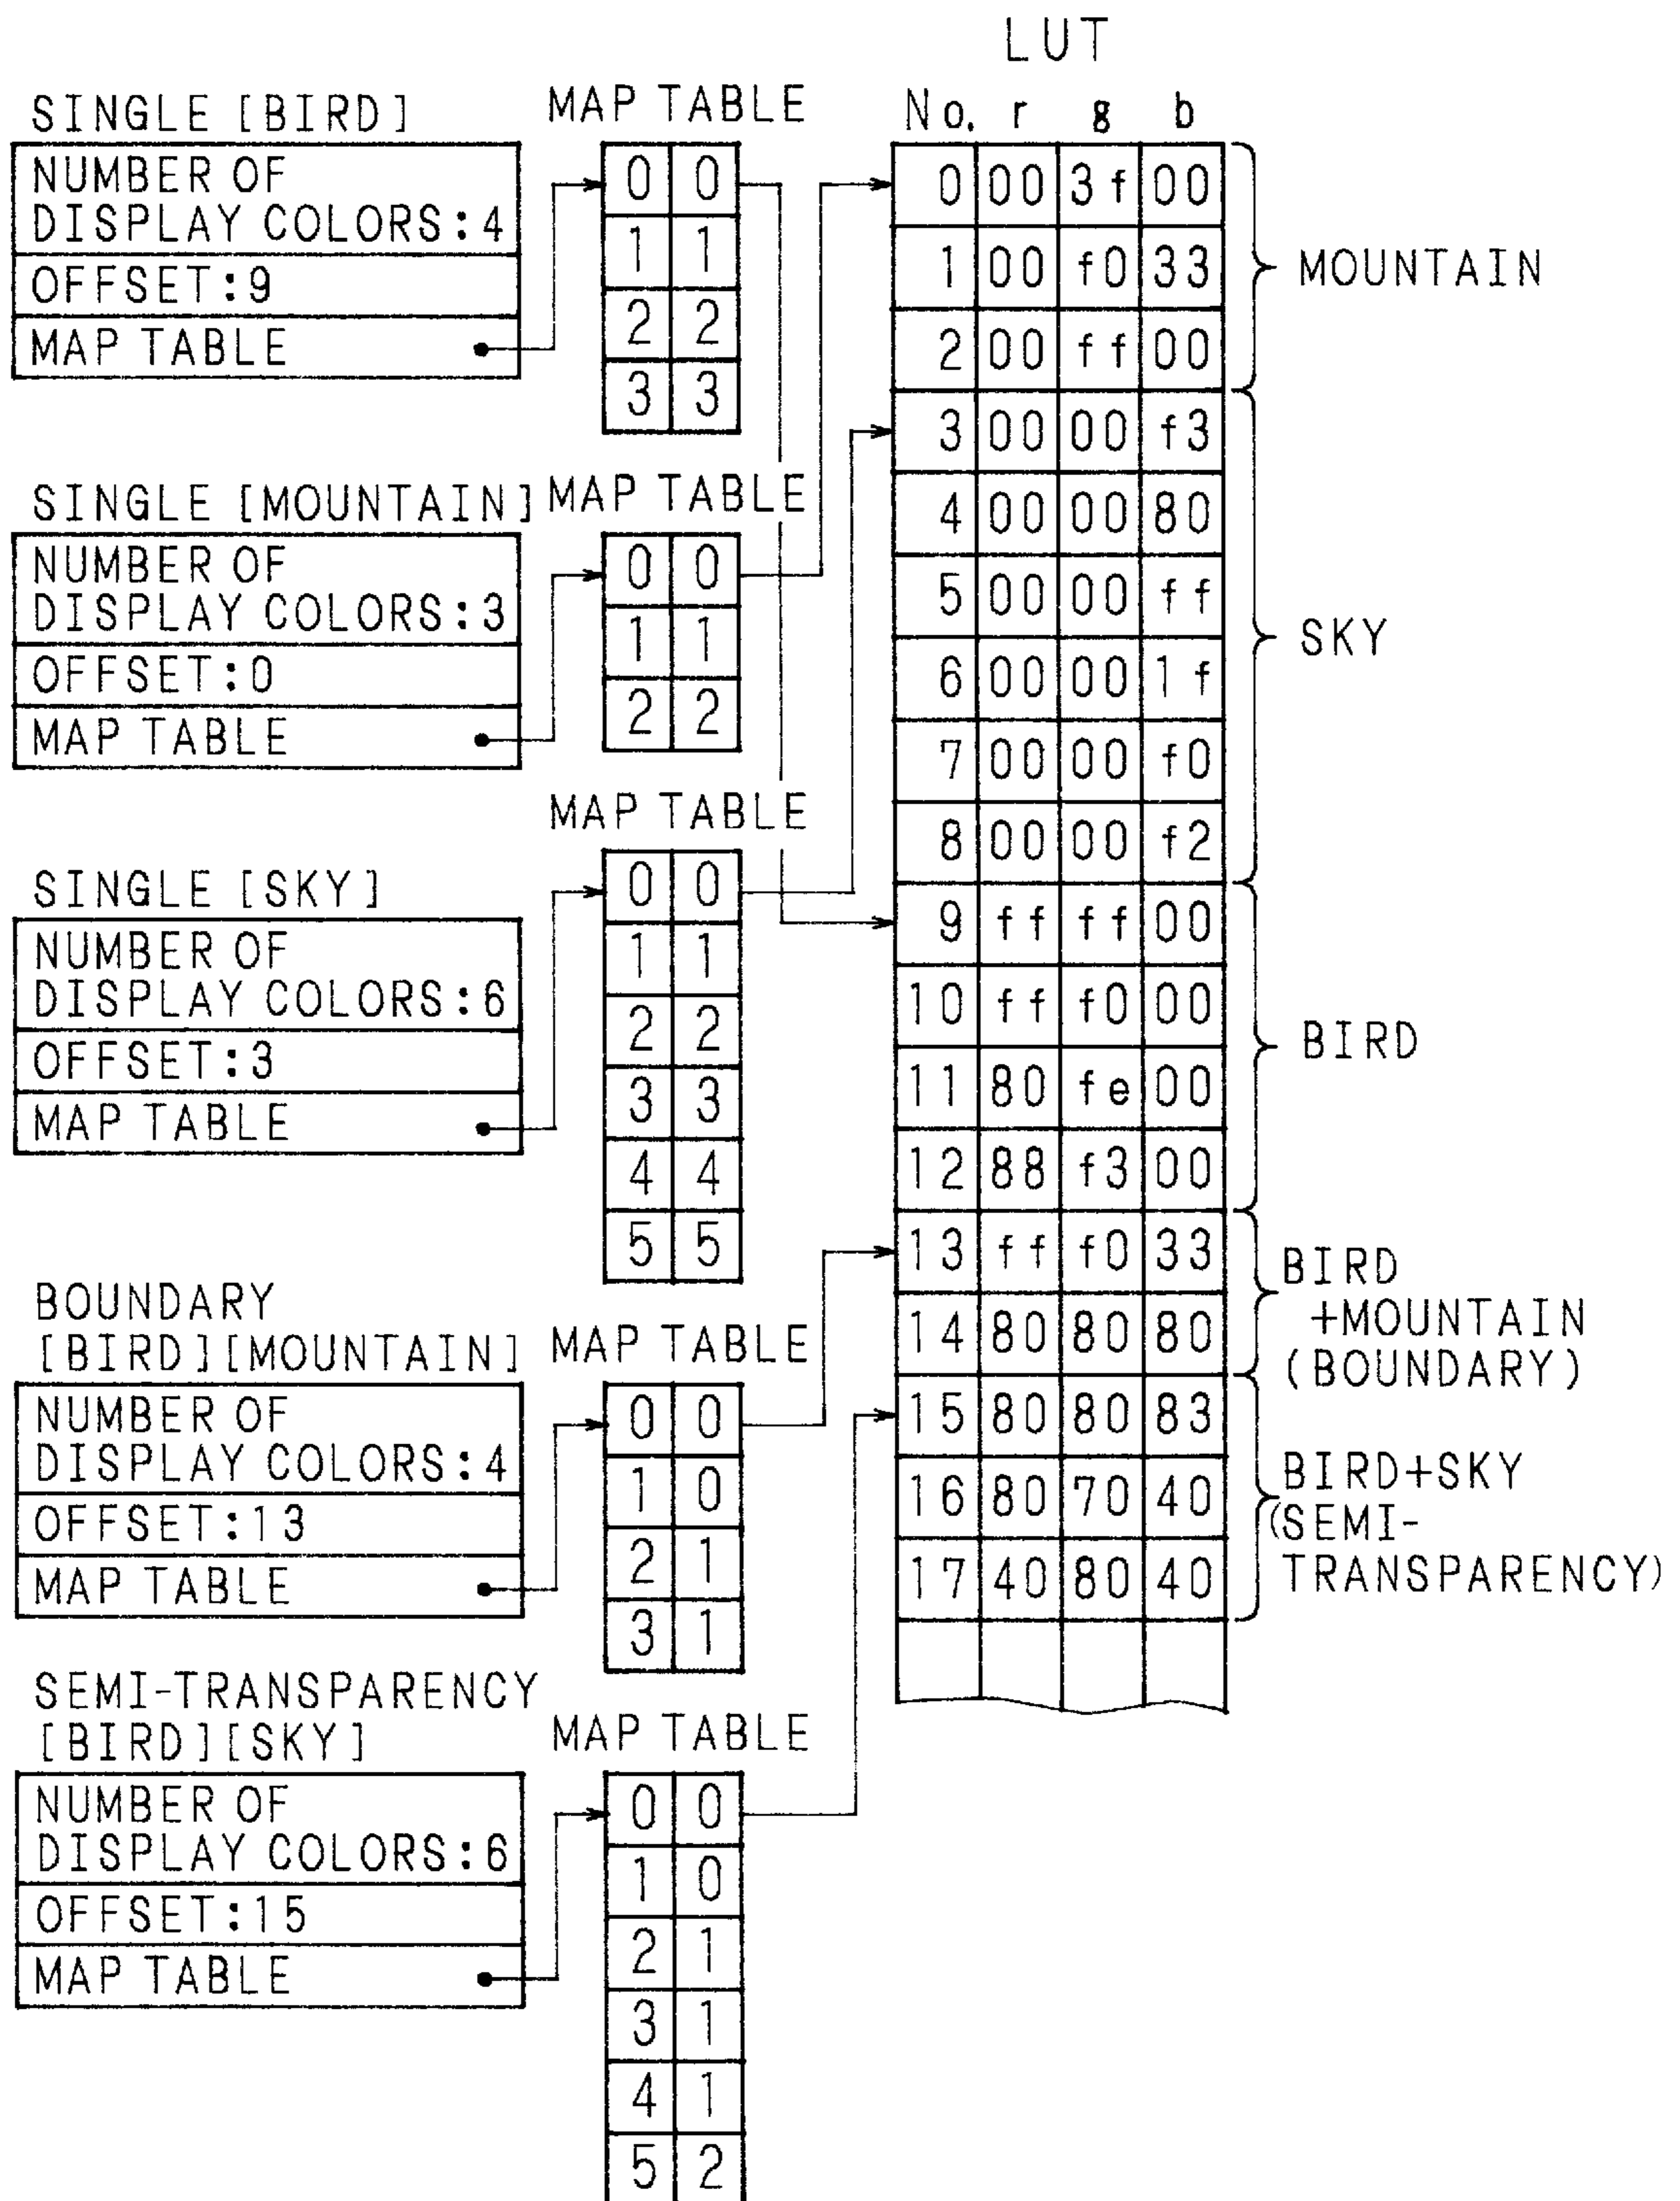 SINGLE [BIRD]
NUMBER OF
DISPLAY COLORS:4
OFFSET:9
MAP TABLE
MAP TABLE
0 0
1 1
2 2
3 3
SINGLE [MOUNTAIN]
NUMBER OF
DISPLAY COLORS:3
OFFSET:0
MAP TABLE
MAP TABLE
0 0
1 1
2 2
SINGLE [SKY]
NUMBER OF
DISPLAY COLORS:6
OFFSET:3
MAP TABLE
MAP TABLE
0 0
1 1
2 2
3 3
4 4
5 5
BOUNDARY
[BIRD][MOUNTAIN]
NUMBER OF
DISPLAY COLORS:4
OFFSET:13
MAP TABLE
MAP TABLE
0 0
1 0
2 1
3 1
SEMI-TRANSPARENCY
[BIRD][SKY]
NUMBER OF
DISPLAY COLORS:6
OFFSET:15
MAP TABLE
MAP TABLE
0 0
1 0
2 1
3 1
4 1
5 2
LUT
No. r g b
0 00 3f 00
1 00 f0 33
2 00 ff 00
3 00 00 f3
4 00 00 80
5 00 00 ff
6 00 00 1f
7 00 00 f0
8 00 00 f2
9 ff ff 00
10 ff f0 00
11 80 fe 00
12 88 f3 00
13 ff f0 33
14 80 80 80
15 80 80 83
16 80 70 40
17 40 80 40
MOUNTAIN
SKY
BIRD
BIRD
+MOUNTAIN
(BOUNDARY)
BIRD+SKY
(SEMI-
TRANSPARENCY)